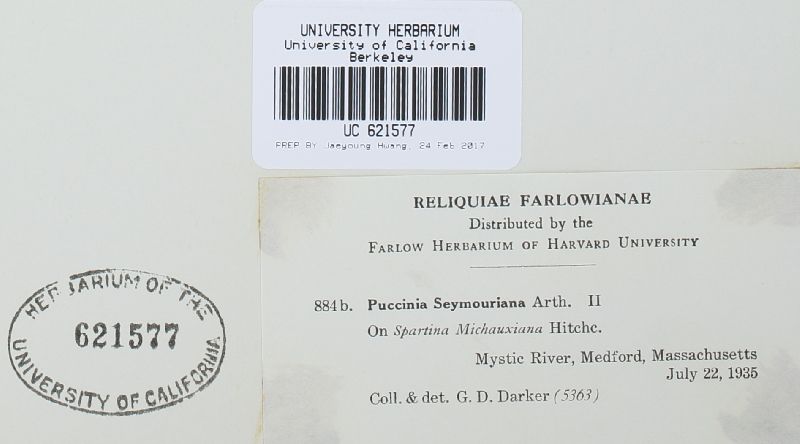 UNIVERSITY HERBARIUM
University of California
Berkeley
UC 621577
PREP BY Jaeyoung Hwang, 24 Feb 2017
RELIQUIAE FARLOWIANAE
Distributed by the
FARLOW HERBARIUM OF HARVARD UNIVERSITY
884b. Puccinia Seymouriana Arth. II
On Spartina Michauxiana Hitchc.
Mystic River, Medford, Massachusetts
July 22, 1935
Coll. & det. G. D. Darker (5363)
HERBARIUM OF THE
621577
UNIVERSITY OF CALIFORNIA